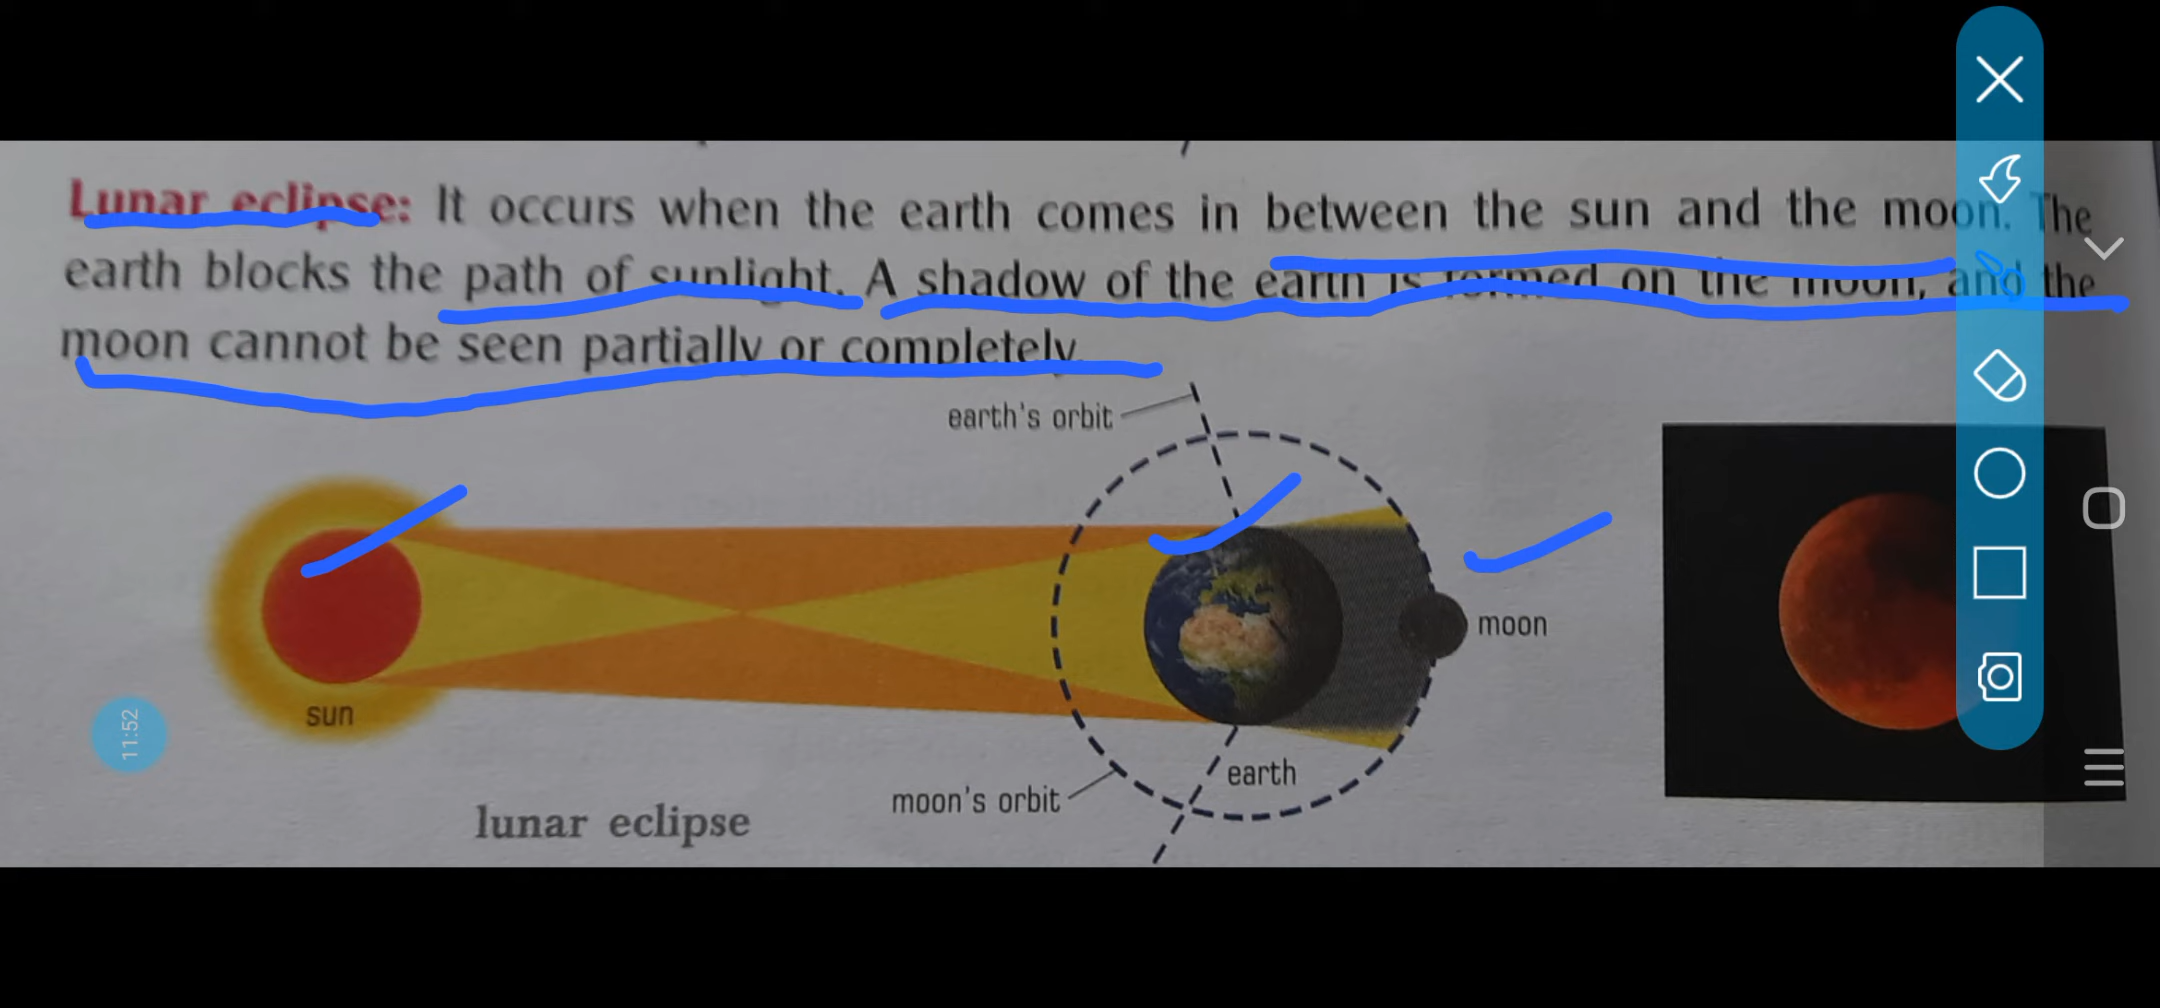 Lunar eclipse: It occurs when the earth comes in between the sun and the moon. The
earth blocks the path of sunlight. A shadow of the earth is formed on the moon, and the
moon cannot be seen partially or completely.
earth's orbit
moon
sun
11:52
earth
moon's orbit
lunar eclipse